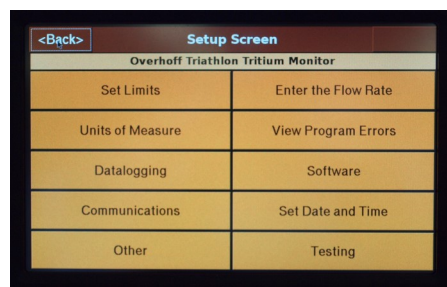 <Back> Setup Screen
Overhoff Triathlon Tritium Monitor
Set Limits Enter the Flow Rate
Units of Measure View Program Errors
Datalogging Software
Communications Set Date and Time
Other Testing